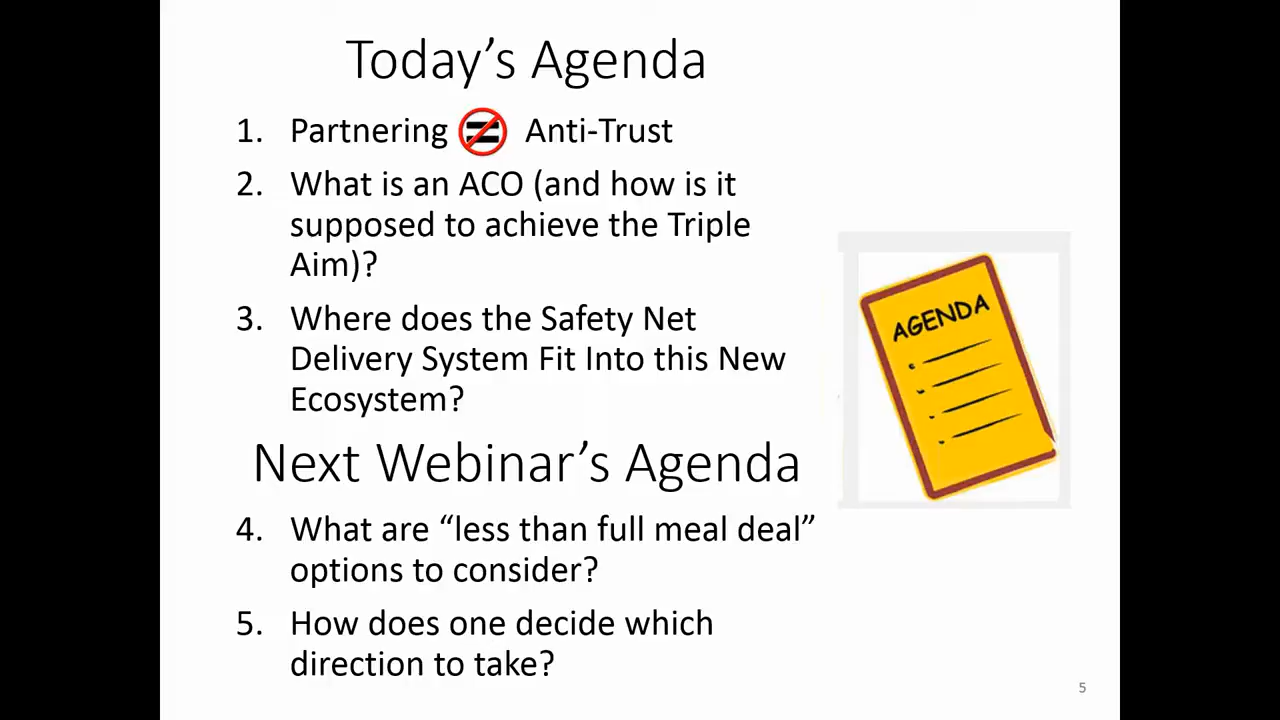 Today’s Agenda
1. Partnering = Anti-Trust
2. What is an ACO (and how is it
supposed to achieve the Triple
Aim)?
3. Where does the Safety Net
Delivery System Fit Into this New
Ecosystem?
AGENDA
Next Webinar’s Agenda
4. What are “less than full meal deal”
options to consider?
5. How does one decide which
direction to take?
5